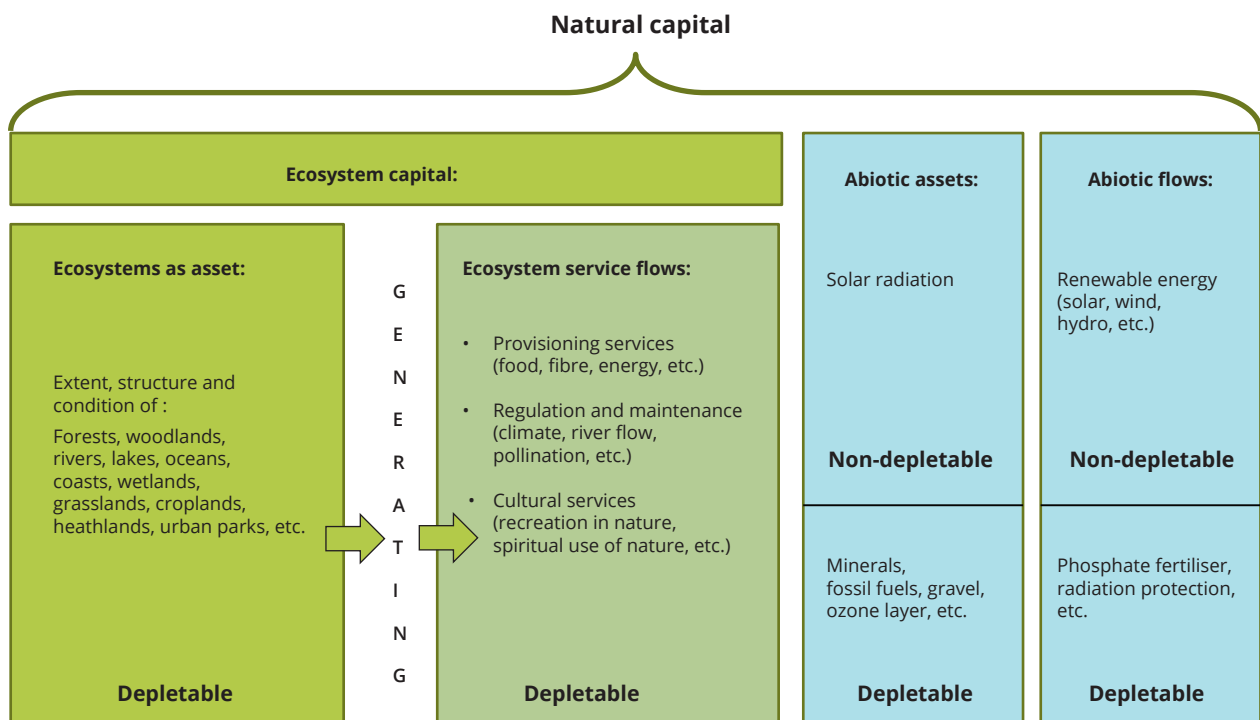 Natural capital
Ecosystem capital:
Ecosystems as asset:
Extent, structure and
condition of :
Forests, woodlands,
rivers, lakes, oceans,
coasts, wetlands,
grasslands, croplands,
heathlands, urban parks, etc.
Depletable
G
E
N
E
R
A
T
I
N
G
Ecosystem service flows:
• Provisioning services
(food, fibre, energy, etc.)
• Regulation and maintenance
(climate, river flow,
pollination, etc.)
• Cultural services
(recreation in nature,
spiritual use of nature, etc.)
Depletable
Abiotic assets:
Solar radiation
Non-depletable
Minerals,
fossil fuels, gravel,
ozone layer, etc.
Depletable
Abiotic flows:
Renewable energy
(solar, wind,
hydro, etc.)
Non-depletable
Phosphate fertiliser,
radiation protection,
etc.
Depletable